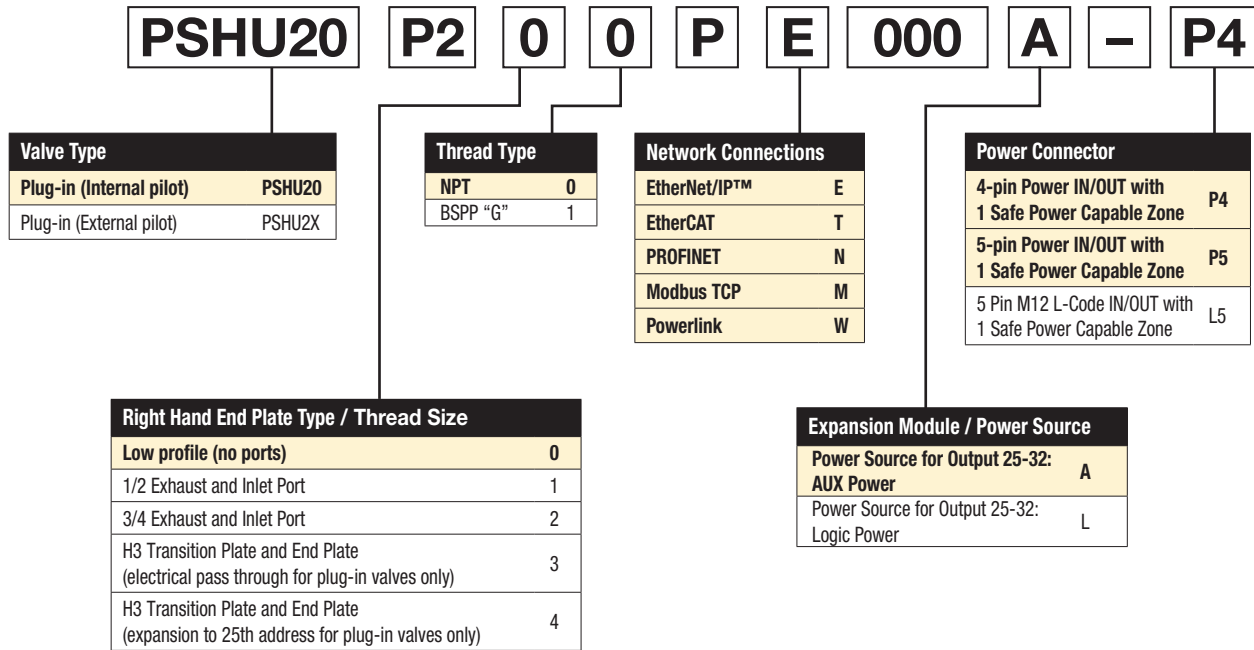 PSHU20 P2 0 0 P E 000 A – P4
Valve Type
Plug-in (Internal pilot) PSHU20
Plug-in (External pilot) PSHU2X
Thread Type
NPT 0
BSPP “G” 1
Network Connections
EtherNet/IP™ E
EtherCAT T
PROFINET N
Modbus TCP M
Powerlink W
Power Connector
4-pin Power IN/OUT with
1 Safe Power Capable Zone P4
5-pin Power IN/OUT with
1 Safe Power Capable Zone P5
5 Pin M12 L-Code IN/OUT with
1 Safe Power Capable Zone L5
Right Hand End Plate Type / Thread Size
Low profile (no ports) 0
1/2 Exhaust and Inlet Port 1
3/4 Exhaust and Inlet Port 2
H3 Transition Plate and End Plate
(electrical pass through for plug-in valves only) 3
H3 Transition Plate and End Plate
(expansion to 25th address for plug-in valves only) 4
Expansion Module / Power Source
Power Source for Output 25-32:
AUX Power A
Power Source for Output 25-32:
Logic Power L